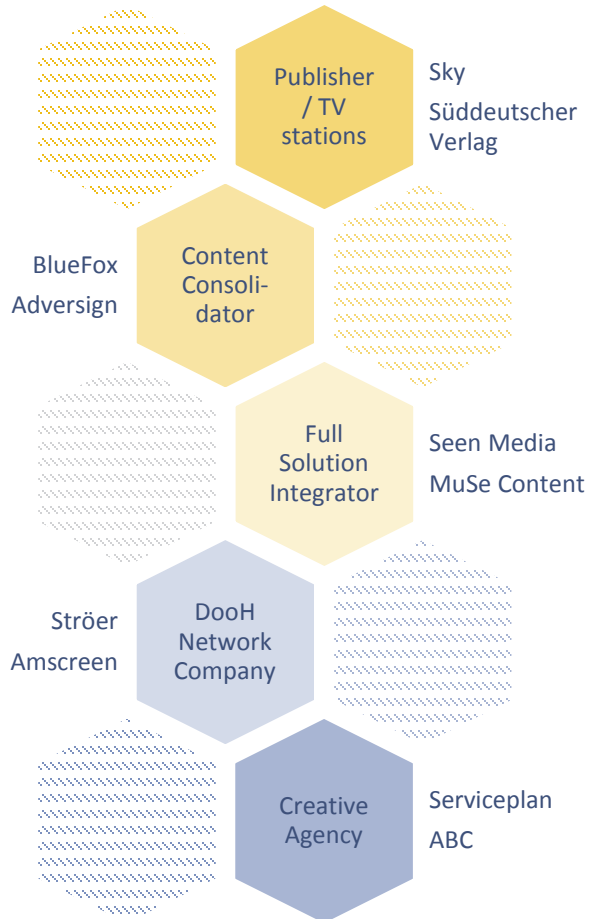 Publisher
/ TV
stations
Sky
Süddeutscher
Verlag
BlueFox
Adversign
Content
Consoli-
dator
Full
Solution
Integrator
Seen Media
MuSe Content
Ströer
Amscreen
DooH
Network
Company
Creative
Agency
Serviceplan
ABC